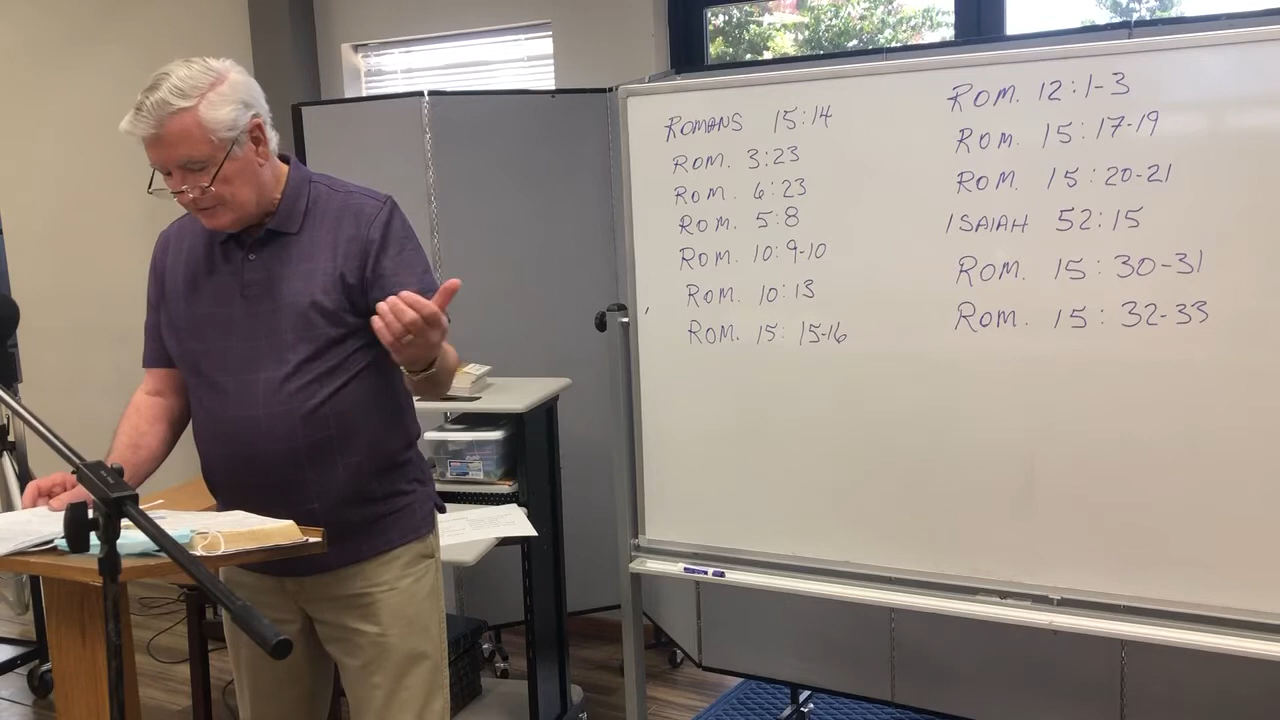 ROMANS 15:14
ROM. 3:23
ROM. 6:23
ROM. 5:8
ROM. 10:9-10
ROM. 10:13
ROM. 15: 15-16
ROM. 12:1-3
ROM. 15:17-19
ROM. 15:20-21
ISAIAH 52:15
ROM. 15:30-31
ROM. 15:32-33